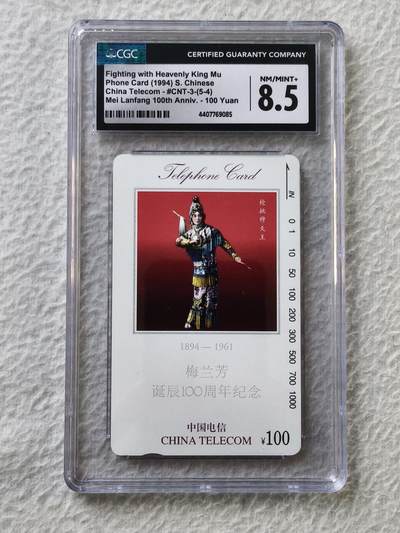 CGC
CERTIFIED GUARANTY COMPANY
Fighting with Heavenly King Mu
Phone Card (1994) S. Chinese
China Telecom - #CNT-3-(5-4)
Mei Lanfang 100th Anniv. - 100 Yuan
NM/MINT+
8.5
4407769085
Telephone Card
IN
0
1
10
50
100
200
300
500
700
1000
1894—1961
梅兰芳
诞辰100周年纪念
中国电信
CHINA TELECOM
¥100